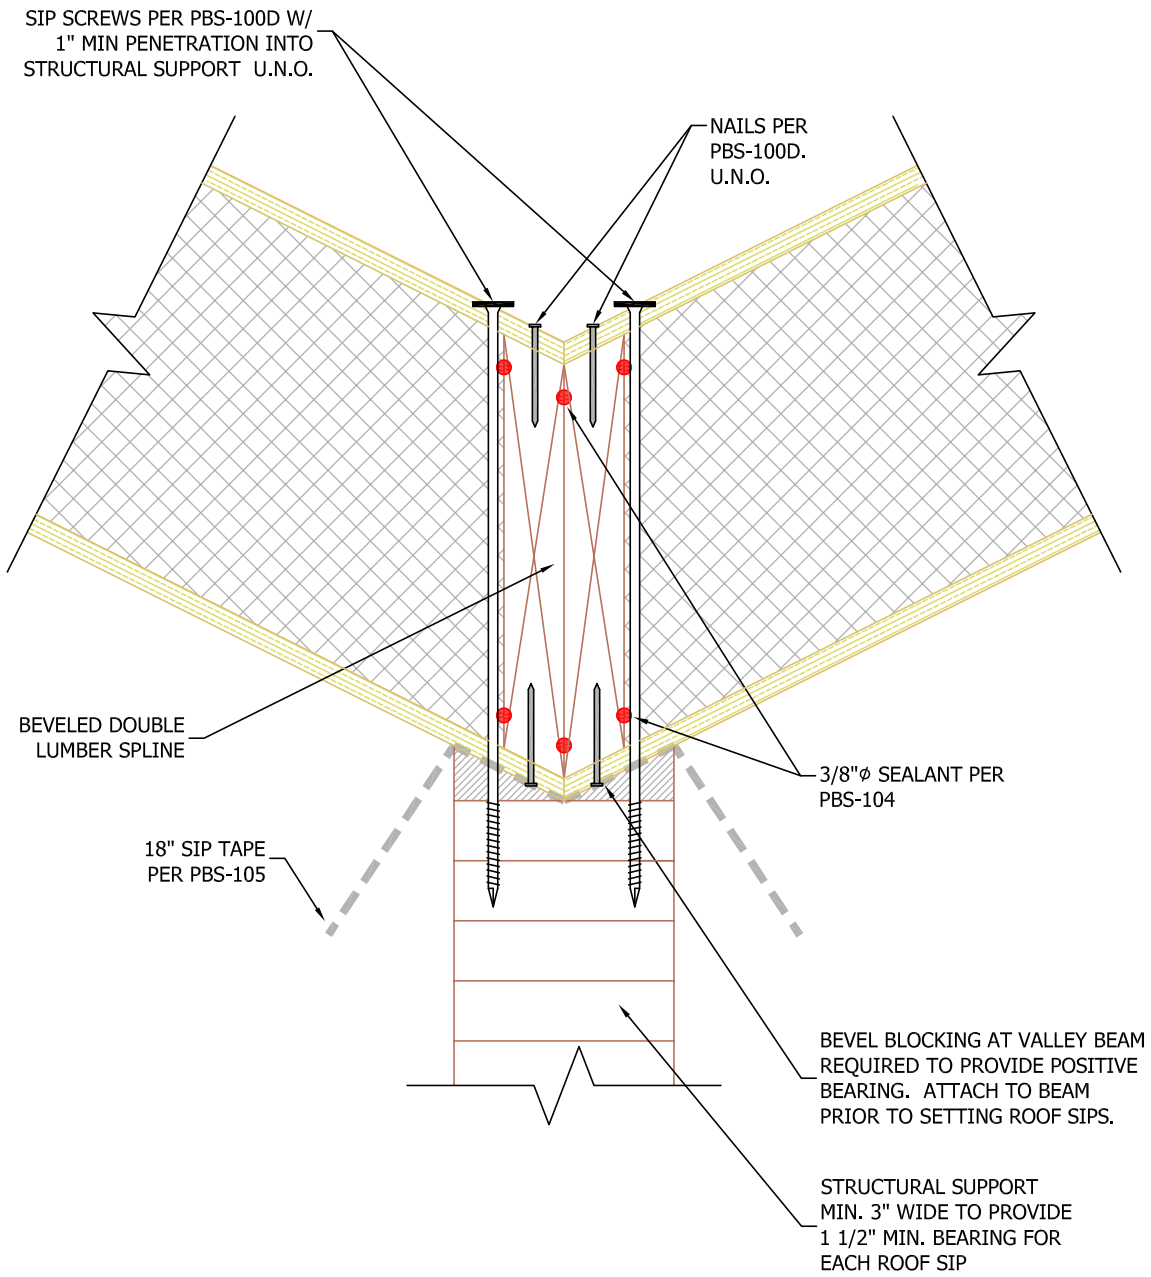 SIP SCREWS PER PBS-100D W/
1" MIN PENETRATION INTO
STRUCTURAL SUPPORT U.N.O.
NAILS PER
PBS-100D.
U.N.O.
BEVELED DOUBLE
LUMBER SPLINE
3/8"⌀ SEALANT PER
PBS-104
18" SIP TAPE
PER PBS-105
BEVEL BLOCKING AT VALLEY BEAM
REQUIRED TO PROVIDE POSITIVE
BEARING. ATTACH TO BEAM
PRIOR TO SETTING ROOF SIPS.
STRUCTURAL SUPPORT
MIN. 3" WIDE TO PROVIDE
1 1/2" MIN. BEARING FOR
EACH ROOF SIP